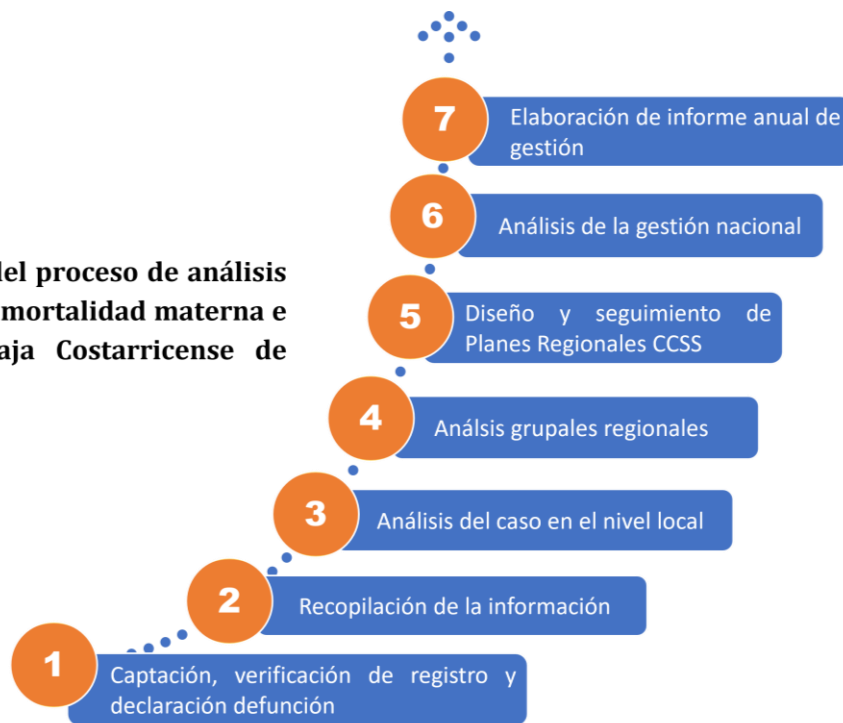 7
Elaboración de informe anual de
gestión
6
Análisis de la gestión nacional
del proceso de análisis
mortalidad materna e
aja Costarricense de
5
Diseño y seguimiento de
Planes Regionales CCSS
4
Análsis grupales regionales
3
Análisis del caso en el nivel local
2
Recopilación de la información
1
Captación, verificación de registro y
declaración defunción